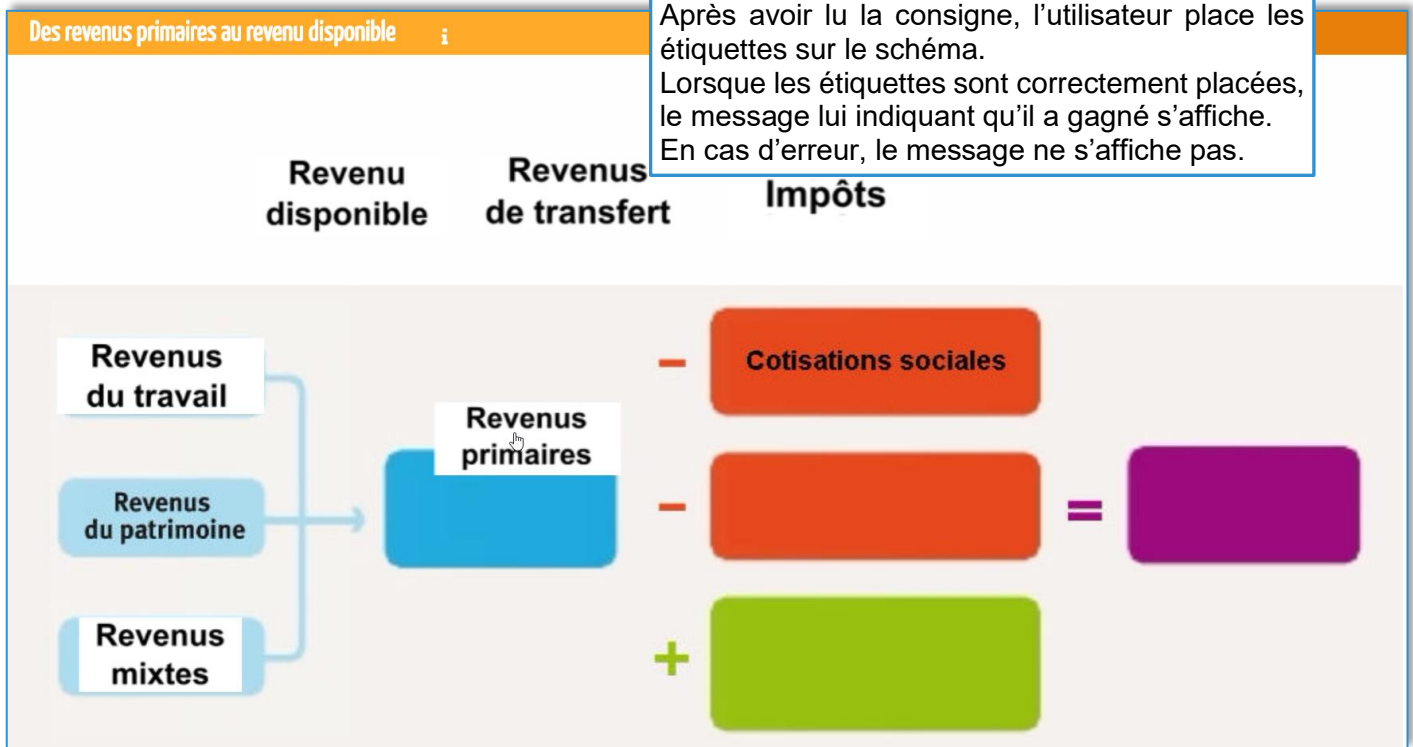 Des revenus primaires au revenu disponible i
Après avoir lu la consigne, l'utilisateur place les
étiquettes sur le schéma.
Lorsque les étiquettes sont correctement placées,
le message lui indiquant qu'il a gagné s'affiche.
En cas d'erreur, le message ne s'affiche pas.
Revenu
disponible
Revenus
de transfert
Impôts
Revenus
du travail
Revenus
du patrimoine
Revenus
mixtes
Revenus
primaires
- Cotisations sociales
-
+
=